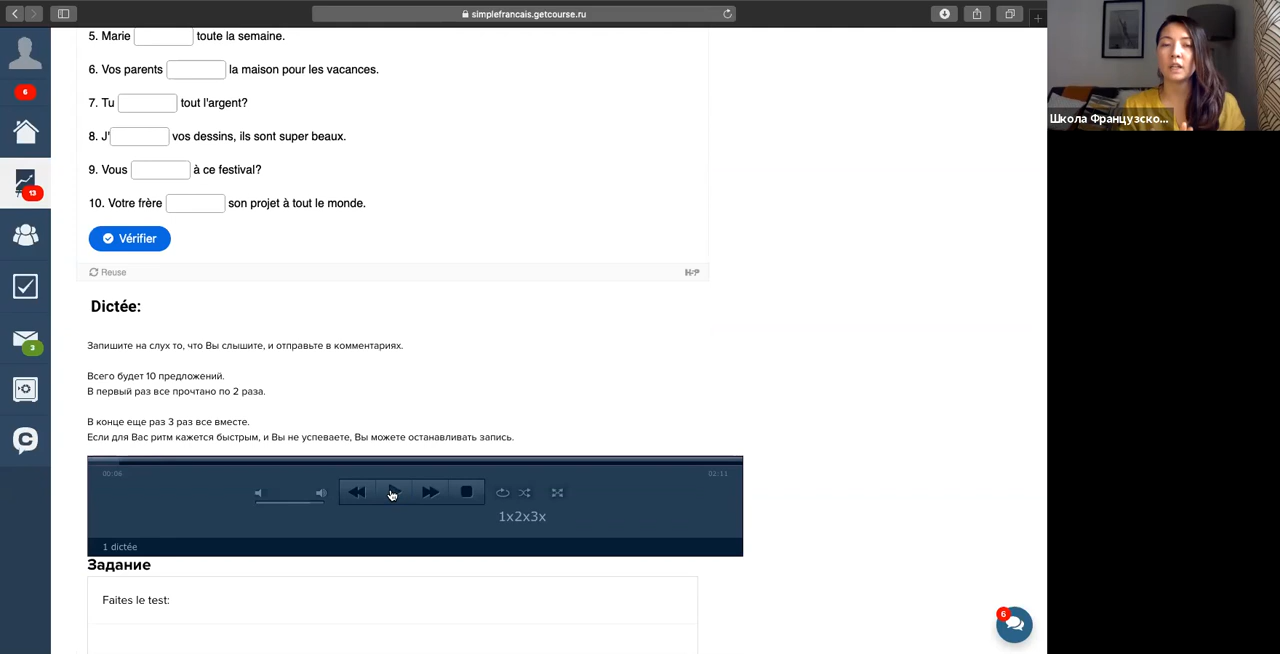 simplefrancais.getcourse.ru
5. Marie toute la semaine.
6. Vos parents la maison pour les vacances.
7. Tu tout l'argent?
8. J' vos dessins, ils sont super beaux.
9. Vous à ce festival?
10. Votre frère son projet à tout le monde.
Vérifier
Reuse
H-P
Dictée:
Запишите на слух то, что Вы слышите, и отправьте в комментариях.
Всего будет 10 предложений.
В первый раз все прочтано по 2 раза.
В конце еще раз 3 раз все вместе.
Если для Вас ритм кажется быстрым, и Вы не успеваете, Вы можете останавливать запись.
00:06
02:11
1x2x3x
1 dictée
Задание
Faites le test:
6
13
3
6
Школа Французско...